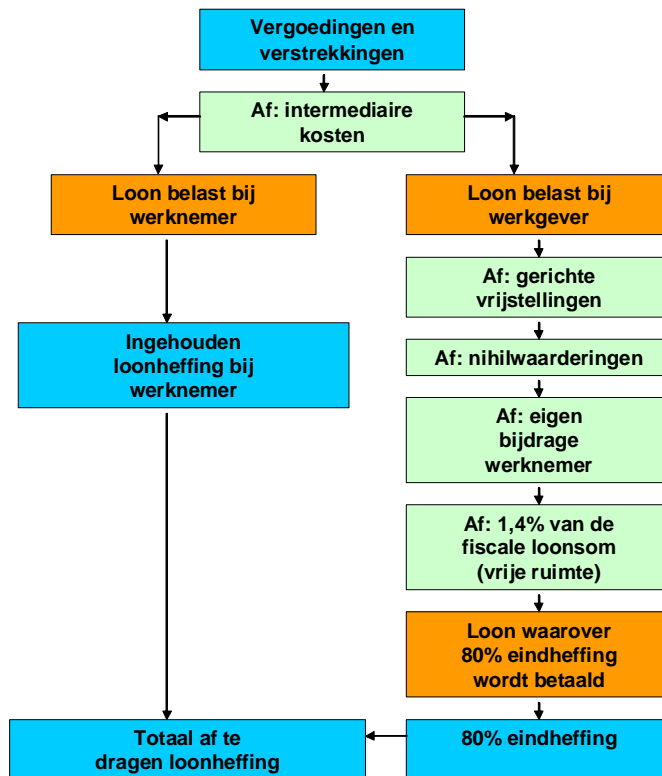 Vergoedingen en
verstrekkingen
Af: intermediaire
kosten
Loon belast bij
werknemer
Loon belast bij
werkgever
Af: gerichte
vrijstellingen
Ingehouden
loonheffing bij
werknemer
Af: nihilwaarderingen
Af: eigen
bijdrage
werknemer
Af: 1,4% van de
fiscale loonsom
(vrije ruimte)
Loon waarover
80% eindheffing
wordt betaald
Totaal af te
dragen loonheffing
80% eindheffing